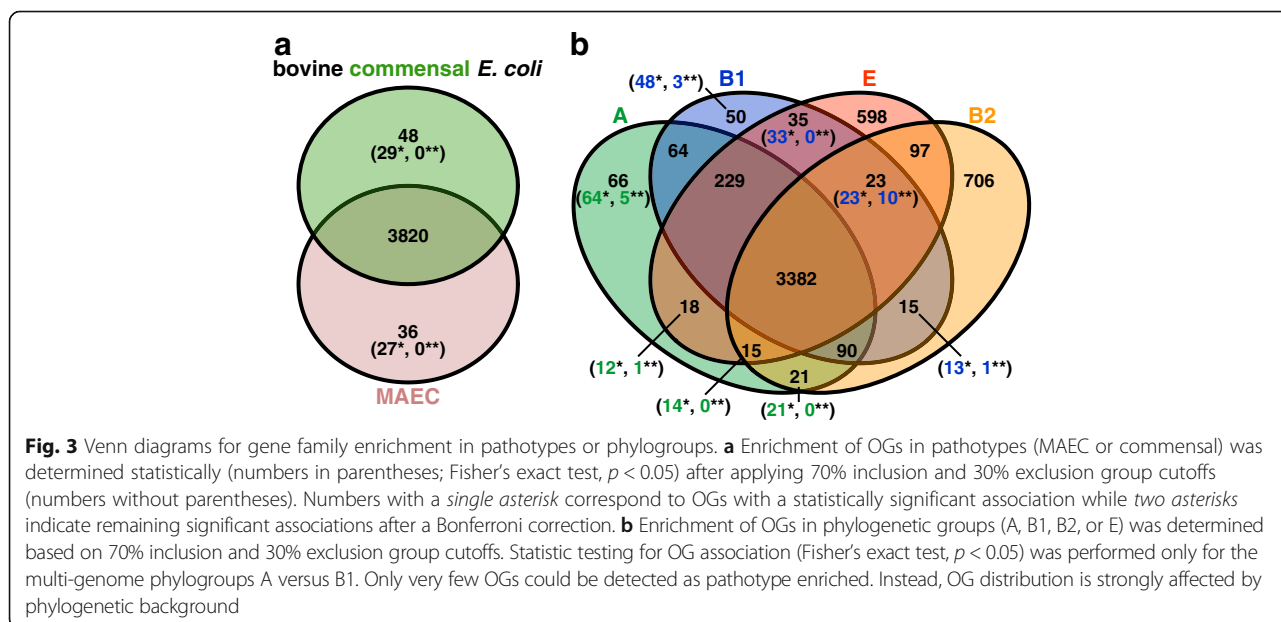 a
bovine commensal E. coli
48
(29*, 0**)
3820
36
(27*, 0**)
MAEC
b
(48*, 3**)
B1
E
A
B2
50
35
(33*, 0**)
598
64
97
66
(64*, 5**)
229
23
(23*, 10**)
706
3382
18
15
15
90
(12*, 1**)
21
(13*, 1**)
(14*, 0**)
(21*, 0**)
Fig. 3 Venn diagrams for gene family enrichment in pathotypes or phylogroups. a Enrichment of OGs in pathotypes (MAEC or commensal) was
determined statistically (numbers in parentheses; Fisher's exact test, p < 0.05) after applying 70% inclusion and 30% exclusion group cutoffs
(numbers without parentheses). Numbers with a single asterisk correspond to OGs with a statistically significant association while two asterisks
indicate remaining significant associations after a Bonferroni correction. b Enrichment of OGs in phylogenetic groups (A, B1, B2, or E) was determined
based on 70% inclusion and 30% exclusion group cutoffs. Statistic testing for OG association (Fisher's exact test, p < 0.05) was performed only for the
multi-genome phylogroups A versus B1. Only very few OGs could be detected as pathotype enriched. Instead, OG distribution is strongly affected by
phylogenetic background